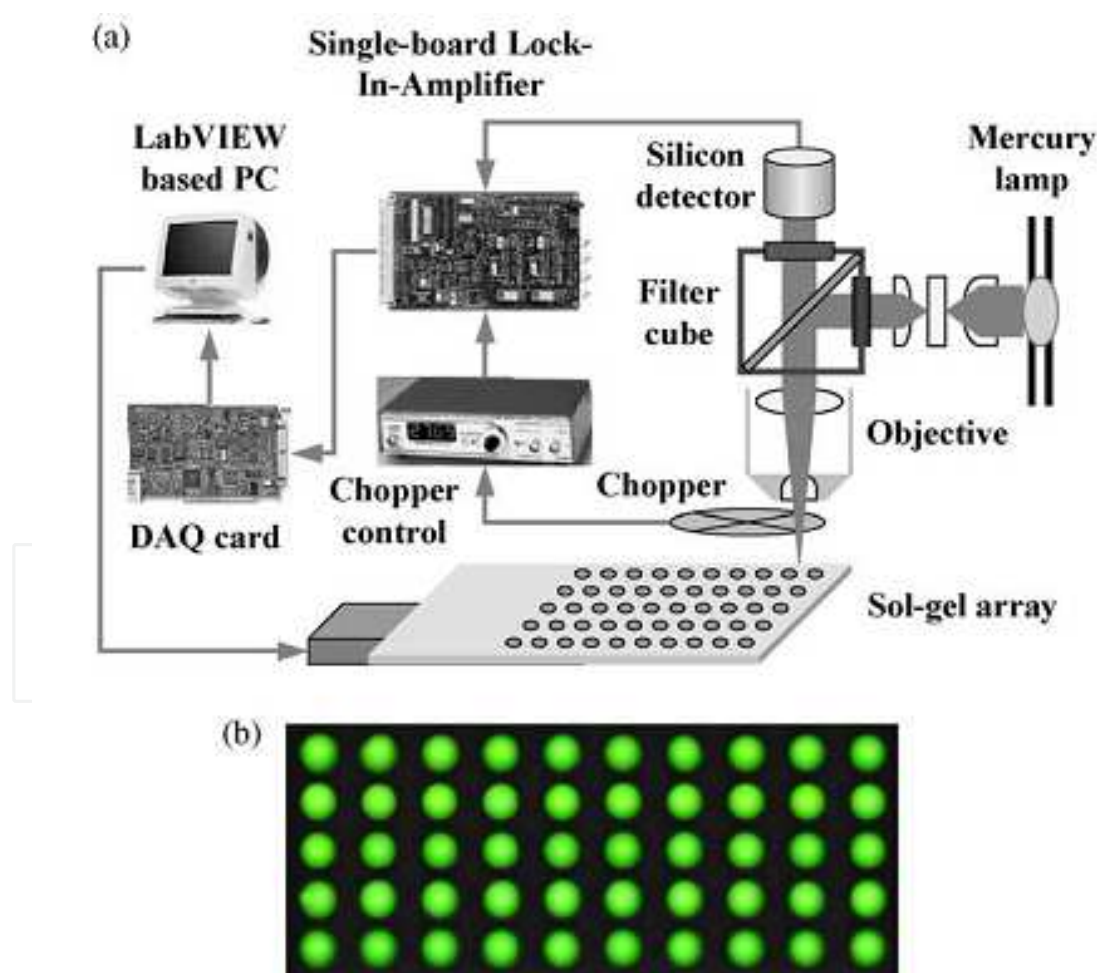 (a)
Single-board Lock-
In-Amplifier
LabVIEW
based PC
Silicon
detector
Mercury
lamp
Filter
cube
Objective
Chopper
Chopper
control
DAQ card
Sol-gel array
(b)